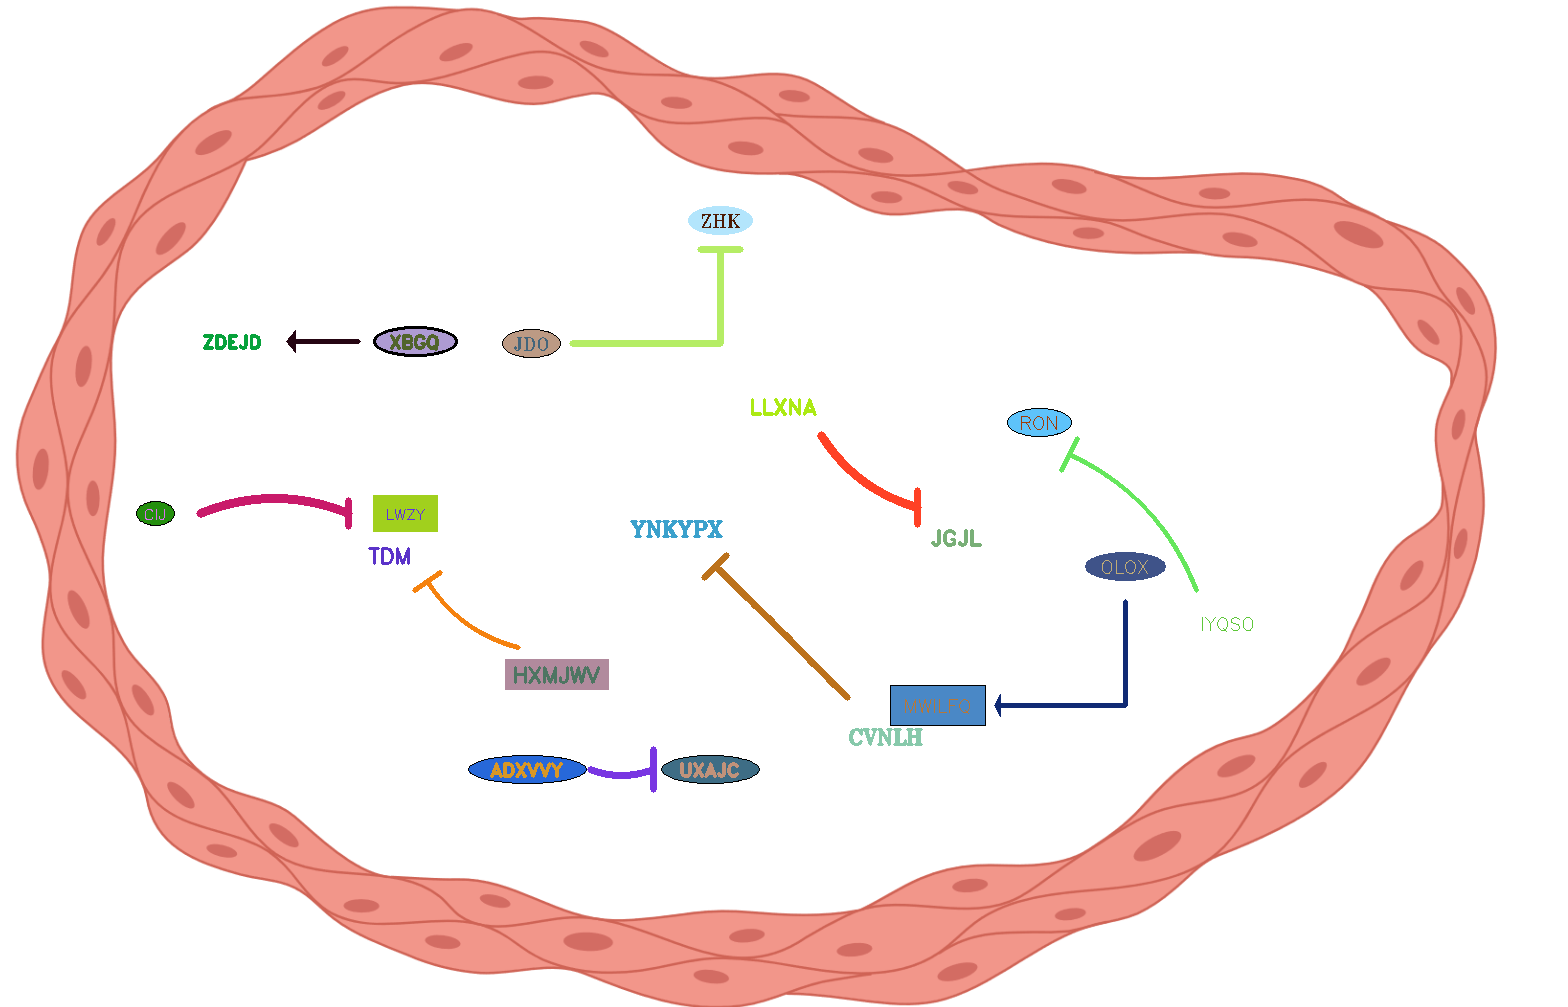 ZHK
ZDEJD
XBGQ
JDO
LLXNA
RON
CIJ
LWZY
YNKYPX
JGJL
TDM
OLOX
IYQSO
HXMJWV
CVNLH
ADXVVY
UXAJC